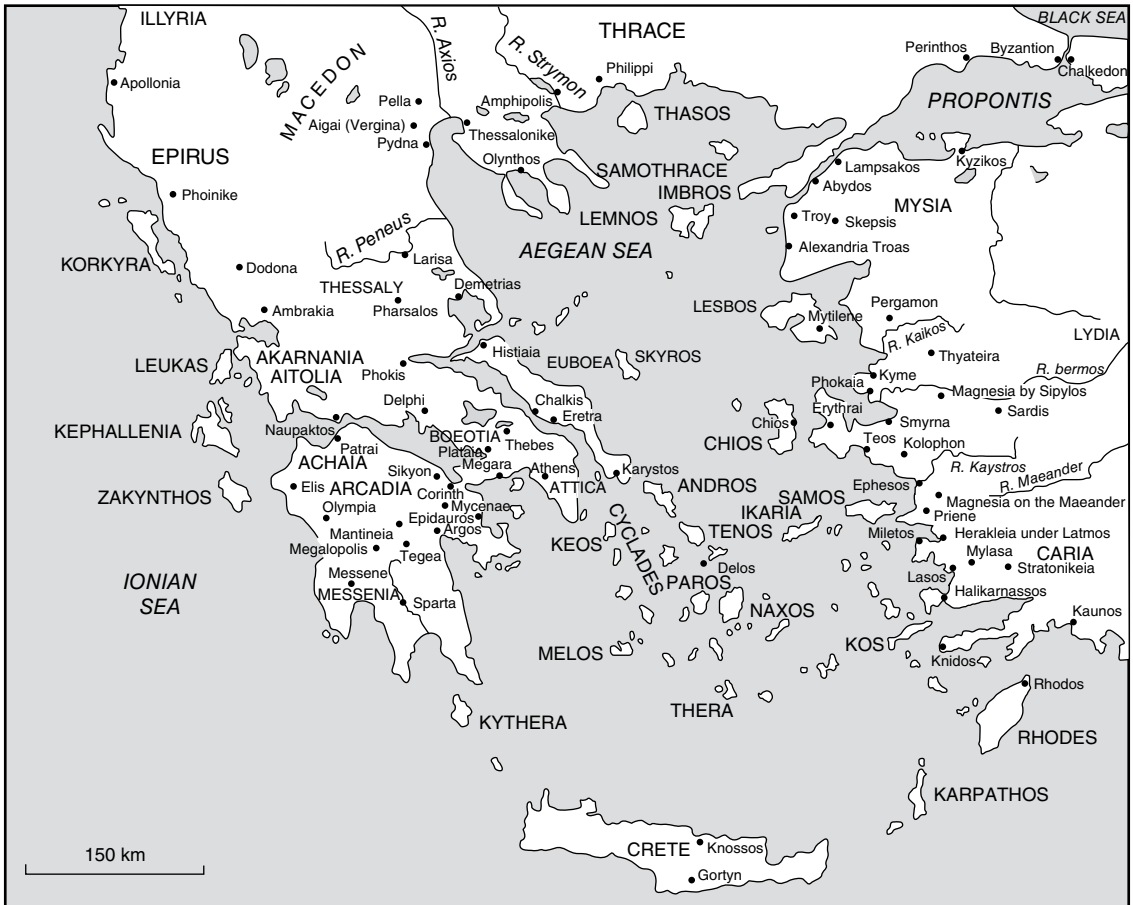 ILLYRIA
THRACE
BLACK SEA
R. Axios
R. Strymon
Perinthos
Byzantion
Chalkedon
Apollonia
MACEDON
Philippi
PROPONTIS
Pella
Amphipolis
THASOS
Aigai (Vergina)
Thessalonike
Pydna
Olynthos
EPIRUS
SAMOTHRACE
Lampsakos
Kyzikos
IMBROS
Abydos
Phoinike
MYSIA
LEMNOS
Troy
Skepsis
R. Peneus
AEGEAN SEA
Alexandria Troas
KORKYRA
Dodona
Larisa
THESSALY
Demetrias
Pharsalos
LESBOS
Pergamon
Ambrakia
Mytilene
LYDIA
R. Kaikos
Histiaia
Thyateira
LEUKAS
AKARNANIA
EUBOEA
SKYROS
AITOLIA
Phokis
R. bermos
Kyme
Phokaia
Magnesia by Sipylos
Delphi
Chalkis
Erythrai
Sardis
Eretra
KEPHALLENIA
Naupaktos
BOEOTIA
Chios
Smyrna
Thebes
CHIOS
Teos
Kolophon
Patrai
Plataia
ACHAIA
Sikyon
Megara
Athens
Karystos
R. Kaystros
R. Maeander
ZAKYNTHOS
Elis
ARCADIA
ATTICA
ANDROS
Ephesos
Corinth
SAMOS
Magnesia on the Maeander
Olympia
Mycenae
IKARIA
Priene
Epidauros
Mantineia
Argos
CYCLADES
TENOS
Miletos
Herakleia under Latmos
Megalopolis
Tegea
KEOS
CARIA
Delos
Mylasa
Stratonikeia
IONIAN
SEA
Messene
PAROS
Lasos
MESSENIA
Sparta
NAXOS
Halikarnassos
Kaunos
MELOS
KOS
Knidos
Rhodos
THERA
KYTHERA
RHODES
KARPATHOS
150 km
CRETE
Knossos
Gortyn